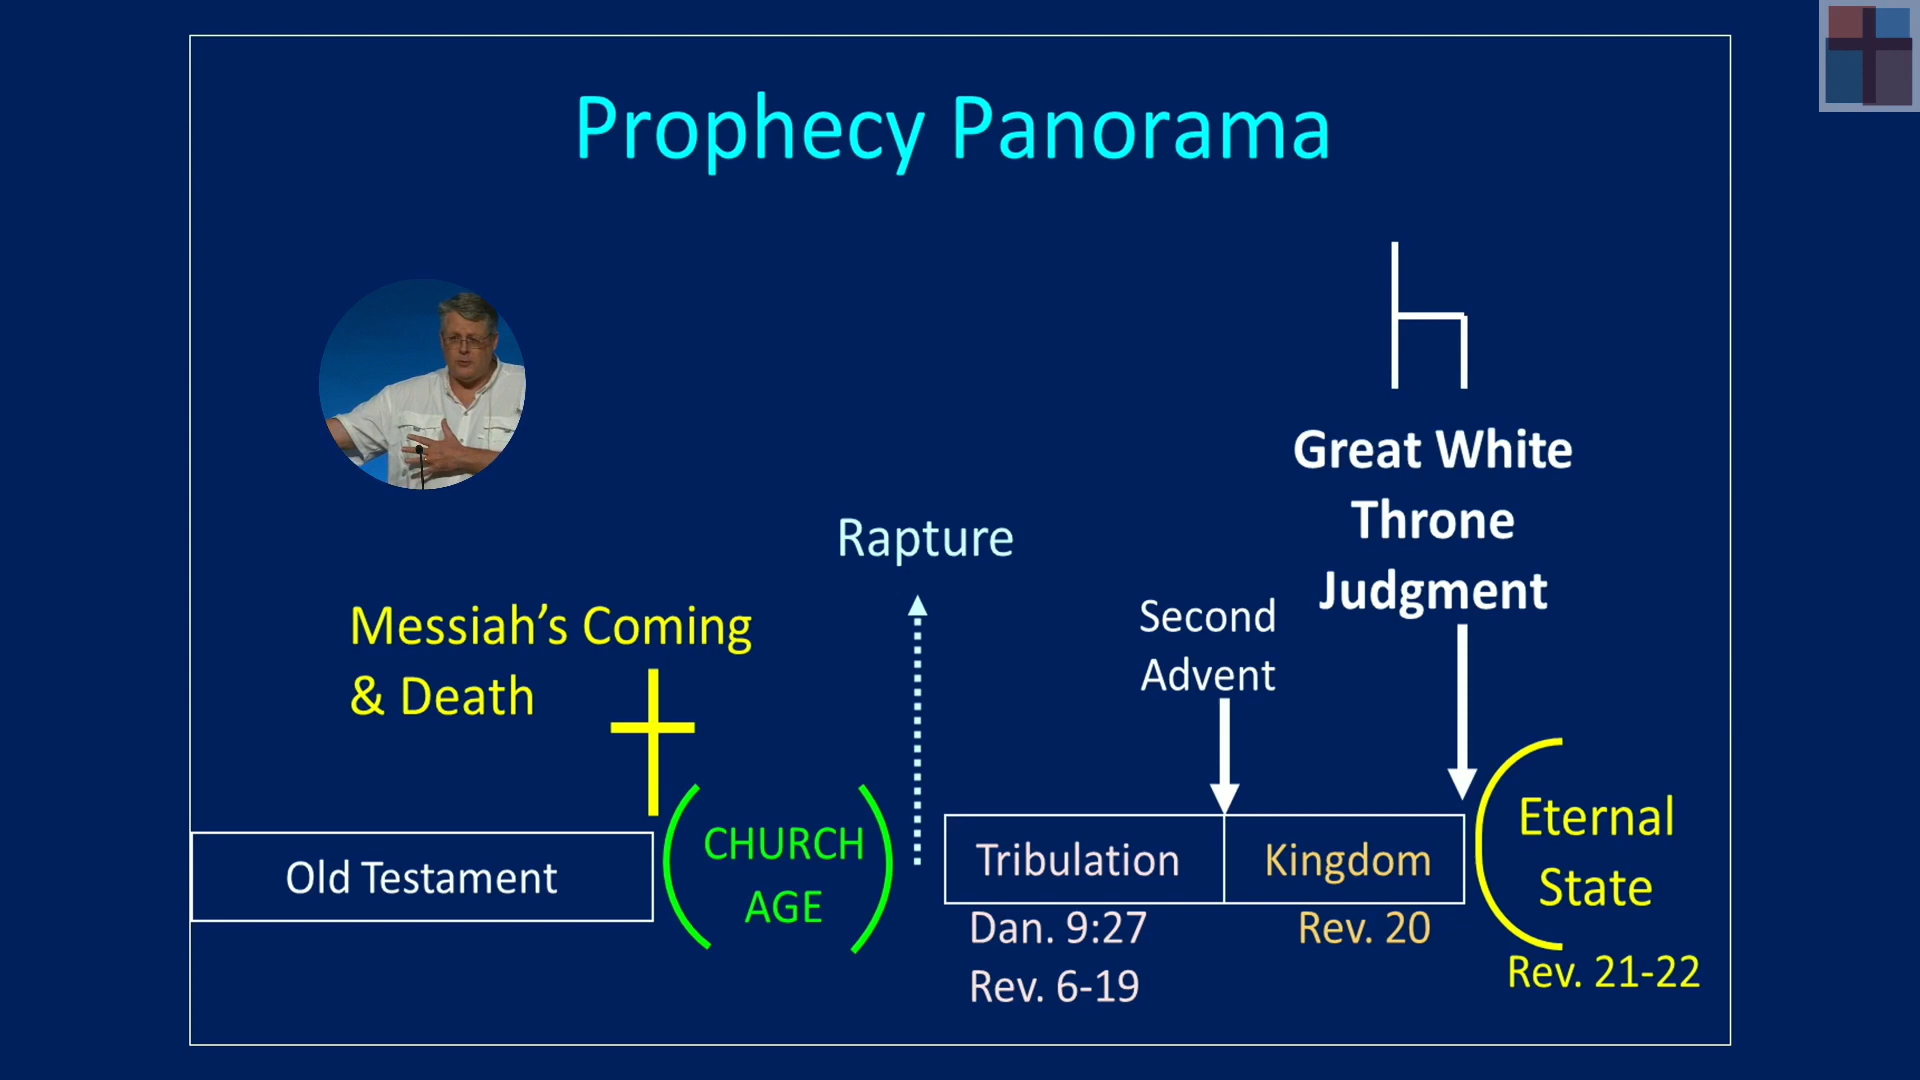 Prophecy Panorama
Great White
Throne
Judgment
Rapture
Second
Advent
Messiah’s Coming
& Death
Old Testament
CHURCH
AGE
Tribulation
Kingdom
Eternal
State
Dan. 9:27
Rev. 6-19
Rev. 20
Rev. 21-22